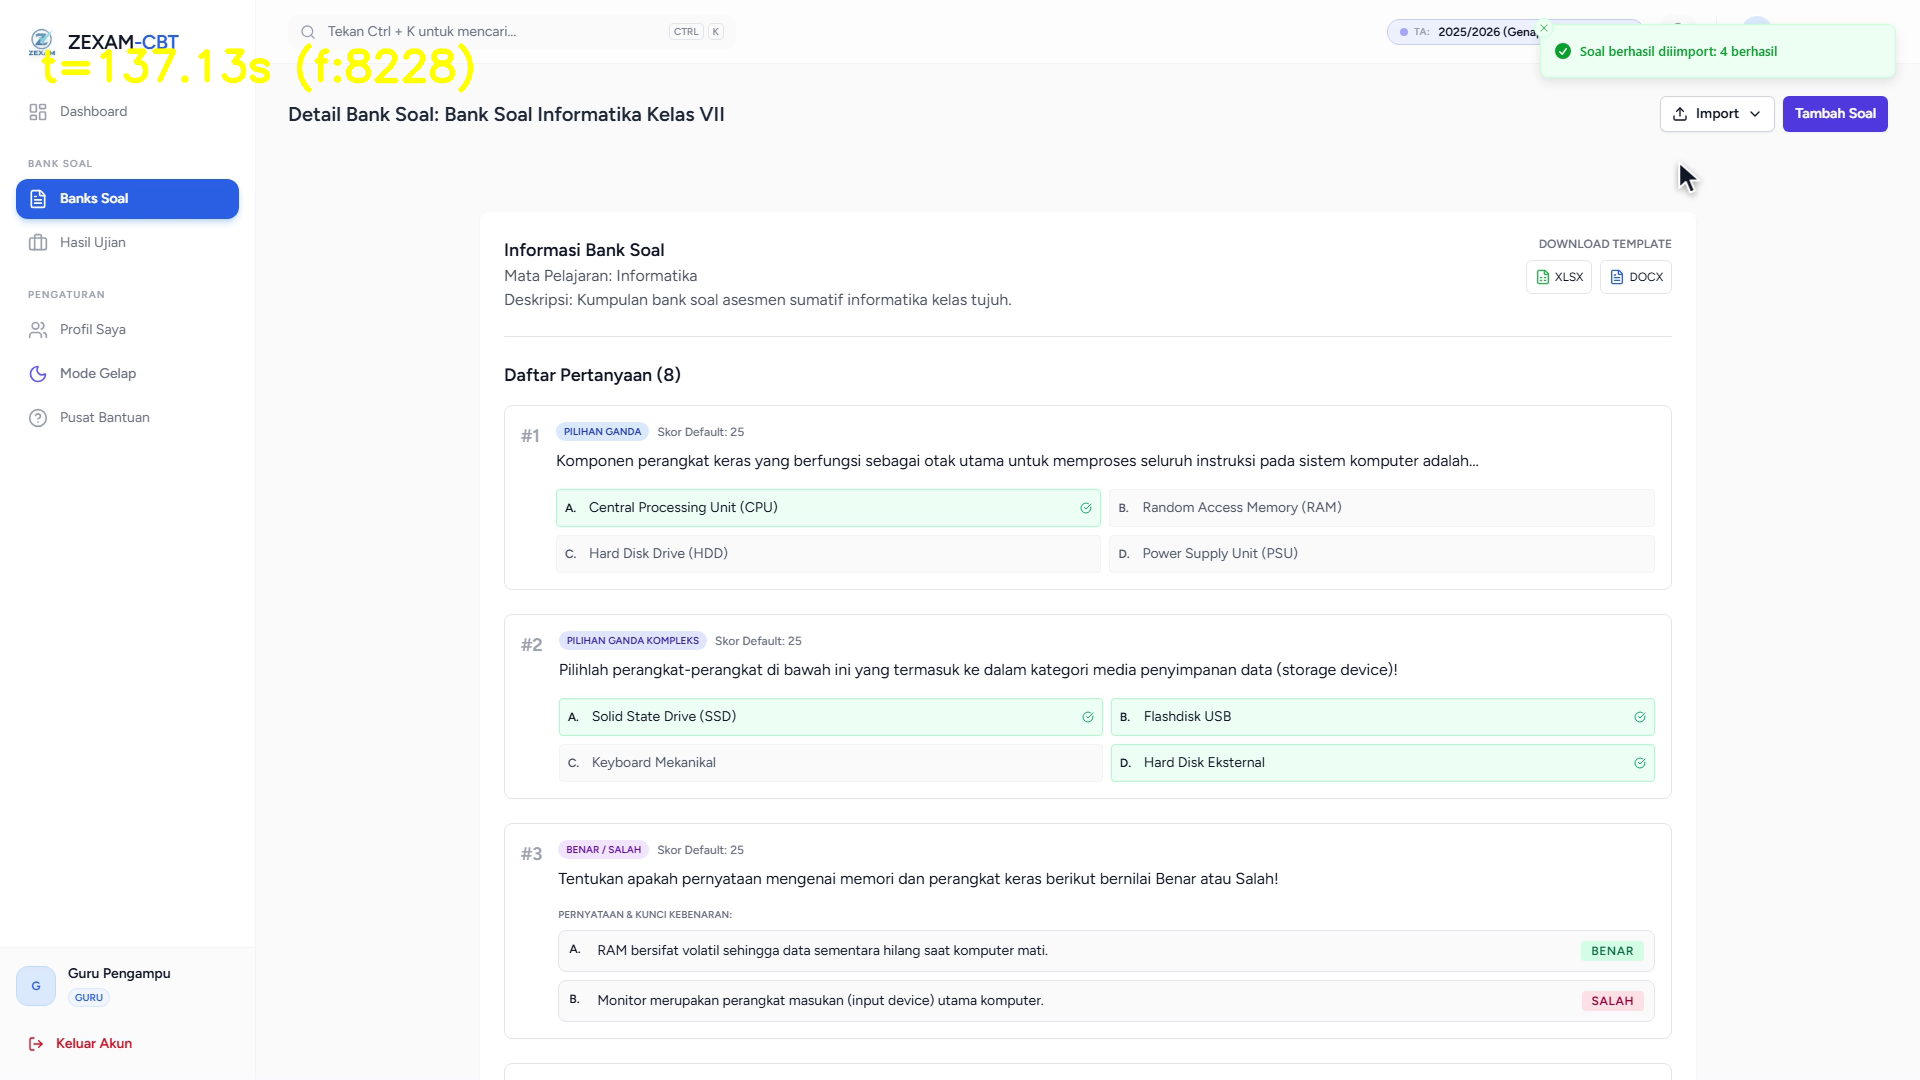 ZEXAM-CBT
ZEXAM
t=137.13s (f:8228)
Tekan Ctrl + K untuk mencari...
CTRL K
TA: 2025/2026 (Genap
Soal berhasil diimport: 4 berhasil
Dashboard
BANK SOAL
Banks Soal
Hasil Ujian
PENGATURAN
Profil Saya
Mode Gelap
Pusat Bantuan
G
Guru Pengampu
GURU
Keluar Akun
Detail Bank Soal: Bank Soal Informatika Kelas VII
Import
Tambah Soal
Informasi Bank Soal
Mata Pelajaran: Informatika
Deskripsi: Kumpulan bank soal asesmen sumatif informatika kelas tujuh.
DOWNLOAD TEMPLATE
XLSX
DOCX
Daftar Pertanyaan (8)
#1 PILIHAN GANDA Skor Default: 25
Komponen perangkat keras yang berfungsi sebagai otak utama untuk memproses seluruh instruksi pada sistem komputer adalah...
A. Central Processing Unit (CPU)
B. Random Access Memory (RAM)
C. Hard Disk Drive (HDD)
D. Power Supply Unit (PSU)
#2 PILIHAN GANDA KOMPLEKS Skor Default: 25
Pilihlah perangkat-perangkat di bawah ini yang termasuk ke dalam kategori media penyimpanan data (storage device)!
A. Solid State Drive (SSD)
B. Flashdisk USB
C. Keyboard Mekanikal
D. Hard Disk Eksternal
#3 BENAR / SALAH Skor Default: 25
Tentukan apakah pernyataan mengenai memori dan perangkat keras berikut bernilai Benar atau Salah!
PERNYATAAN & KUNCI KEBENARAN:
A. RAM bersifat volatil sehingga data sementara hilang saat komputer mati. BENAR
B. Monitor merupakan perangkat masukan (input device) utama komputer. SALAH